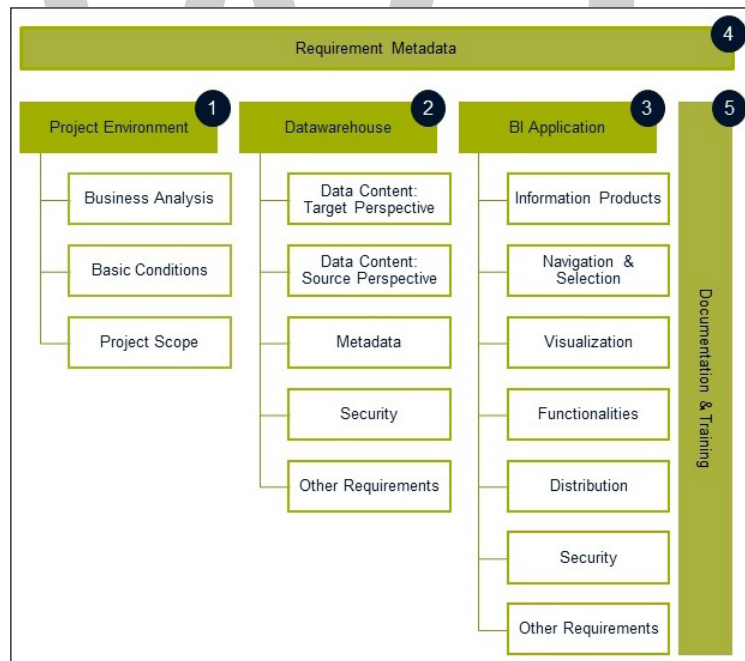 Requirement Metadata
4
Project Environment
1
Business Analysis
Basic Conditions
Project Scope
Datawarehouse
2
Data Content:
Target Perspective
Data Content:
Source Perspective
Metadata
Security
Other Requirements
BI Application
3
Information Products
Navigation &
Selection
Visualization
Functionalities
Distribution
Security
Other Requirements
5
Documentation & Training